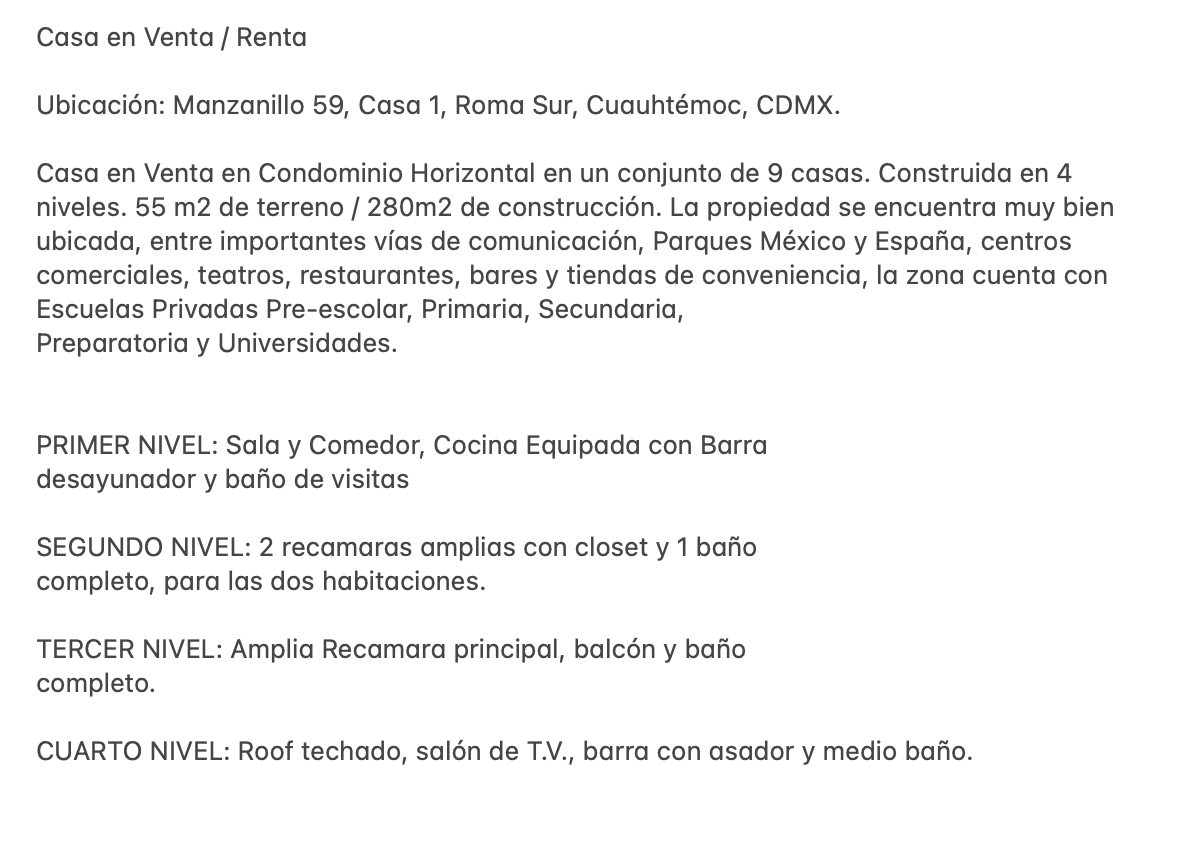 Casa en Venta / Renta
Ubicación: Manzanillo 59, Casa 1, Roma Sur, Cuauhtémoc, CDMX.
Casa en Venta en Condominio Horizontal en un conjunto de 9 casas. Construida en 4
niveles. 55 m2 de terreno / 280m2 de construcción. La propiedad se encuentra muy bien
ubicada, entre importantes vías de comunicación, Parques México y España, centros
comerciales, teatros, restaurantes, bares y tiendas de conveniencia, la zona cuenta con
Escuelas Privadas Pre-escolar, Primaria, Secundaria,
Preparatoria y Universidades.
PRIMER NIVEL: Sala y Comedor, Cocina Equipada con Barra
desayunador y baño de visitas
SEGUNDO NIVEL: 2 recamaras amplias con closet y 1 baño
completo, para las dos habitaciones.
TERCER NIVEL: Amplia Recamara principal, balcón y baño
completo.
CUARTO NIVEL: Roof techado, salón de T.V., barra con asador y medio baño.